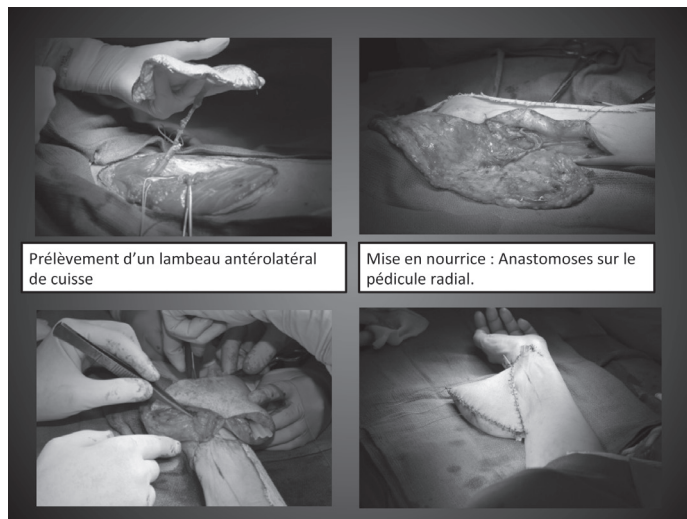 Prélèvement d'un lambeau antérolatéral
de cuisse
Mise en nourrice : Anastomoses sur le
pédicule radial.